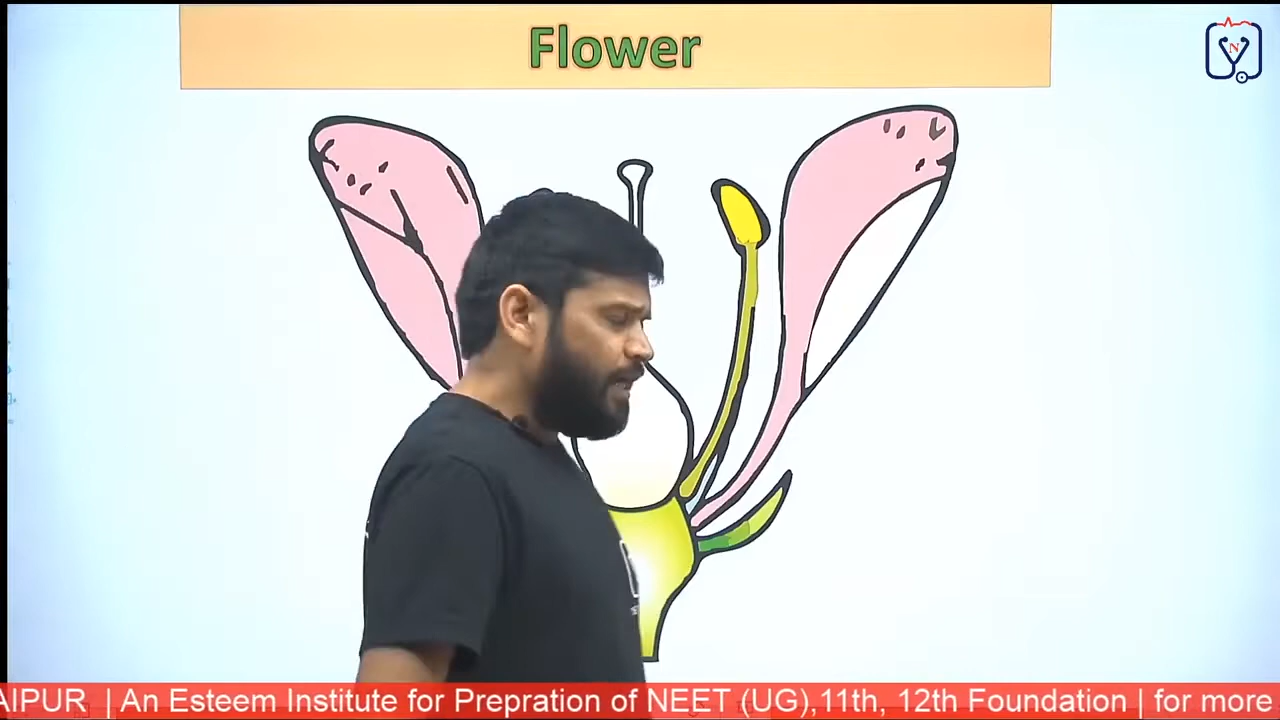 Flower
N
AIPUR | An Esteem Institute for Prepration of NEET (UG),11th, 12th Foundation | for more